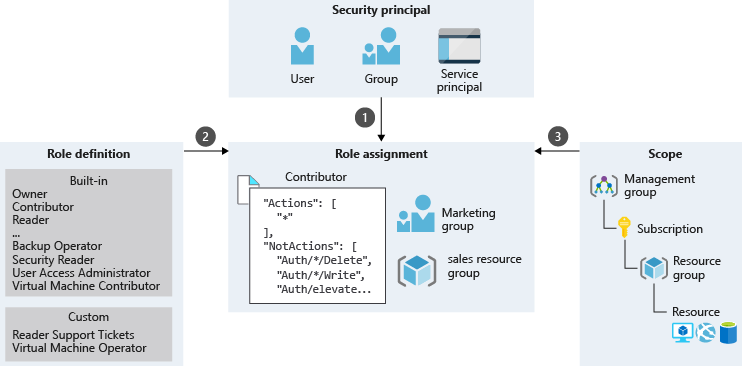 Security principal
User
Group
Service
principal
1
2
3
Role definition
Built-in
Owner
Contributor
Reader
...
Backup Operator
Security Reader
User Access Administrator
Virtual Machine Contributor
Custom
Reader Support Tickets
Virtual Machine Operator
Role assignment
Contributor
"Actions": [
"*"
],
"NotActions": [
"Auth/*/Delete",
"Auth/*/Write",
"Auth/elevate...
Marketing
group
sales resource
group
Scope
Management
group
Subscription
Resource
group
Resource